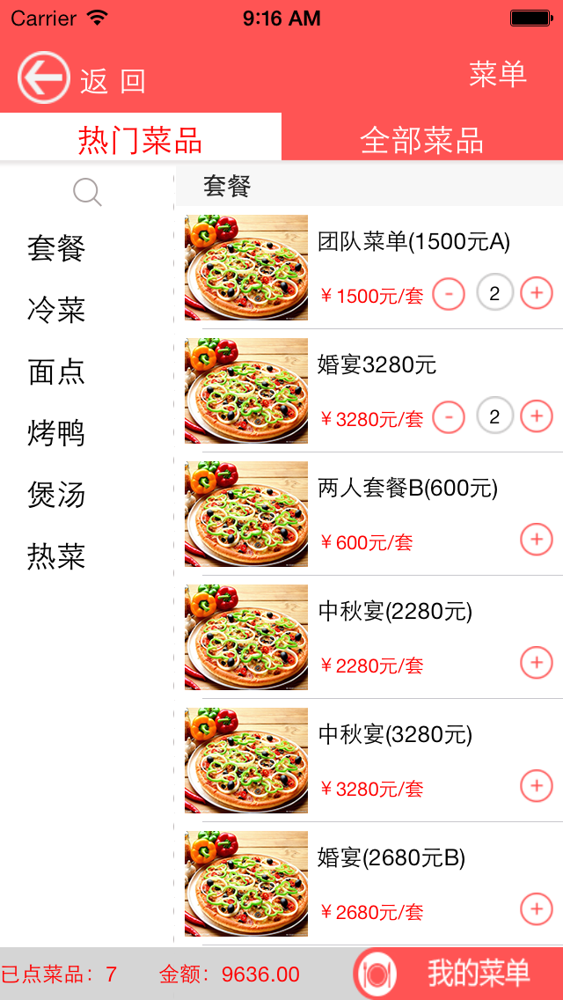 Carrier 9:16 AM
返 回
菜单
热门菜品 全部菜品
套餐
套餐
冷菜
面点
烤鸭
煲汤
热菜
团队菜单(1500元A)
￥1500元/套 - 2 +
婚宴3280元
￥3280元/套 - 2 +
两人套餐B(600元)
￥600元/套 +
中秋宴(2280元)
￥2280元/套 +
中秋宴(3280元)
￥3280元/套 +
婚宴(2680元B)
￥2680元/套 +
已点菜品：7 金额：9636.00 我的菜单